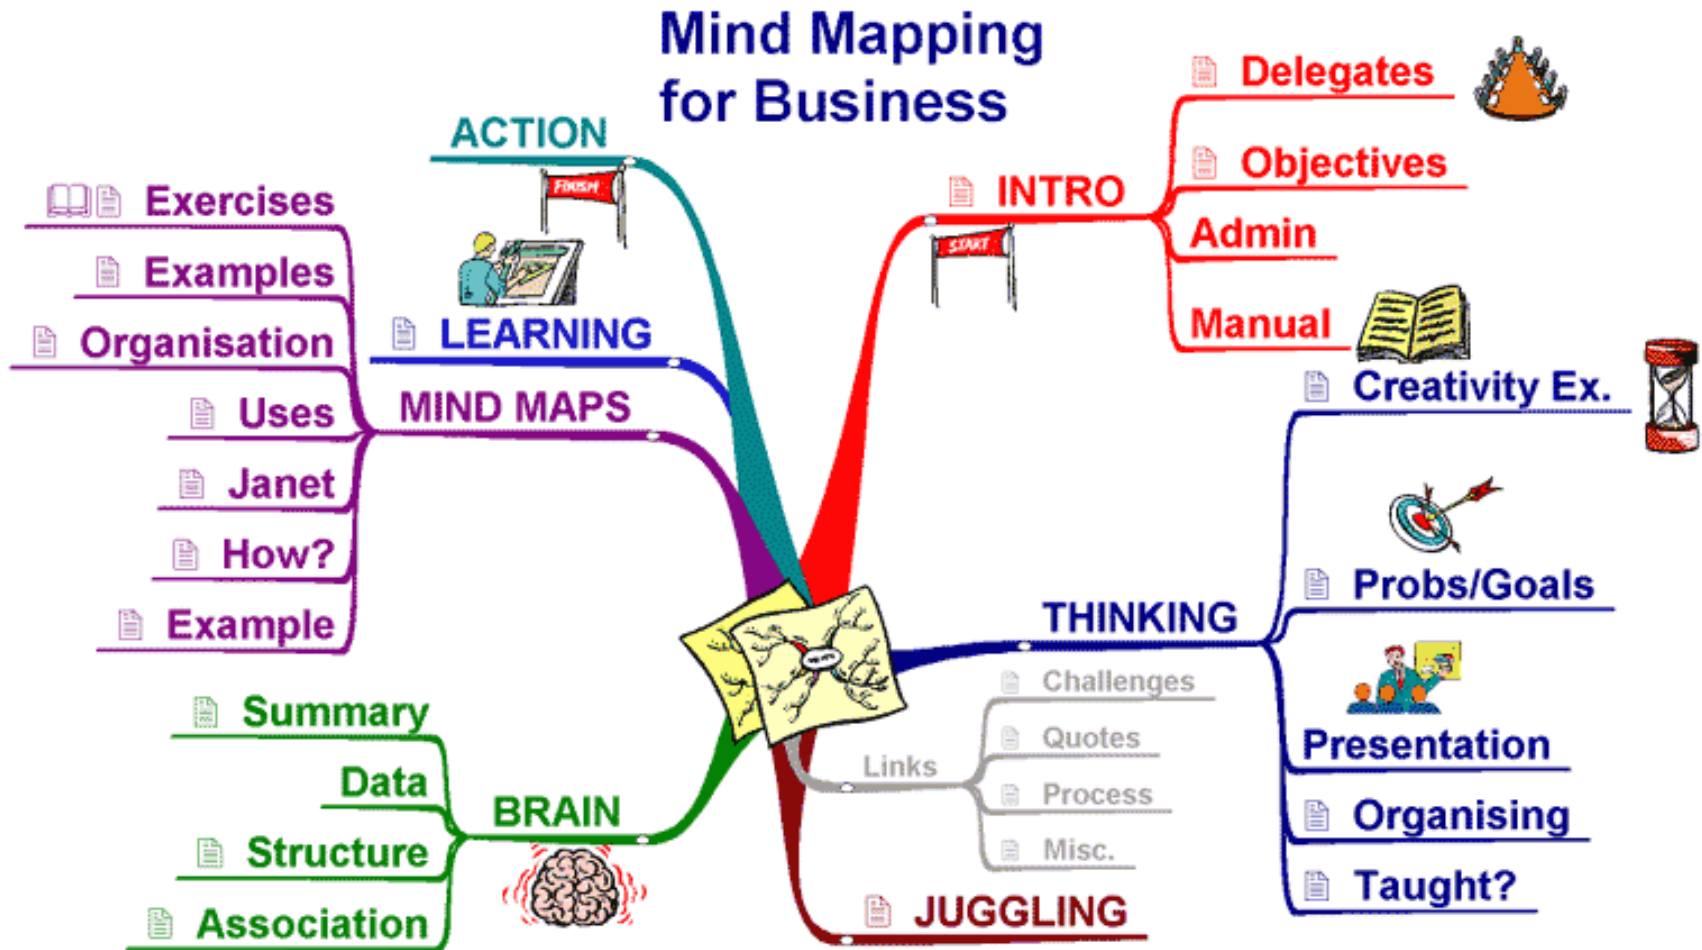 Mind Mapping
for Business
INTRO
START
Delegates
Objectives
Admin
Manual
THINKING
Creativity Ex.
Probs/Goals
Presentation
Organising
Taught?
Links
Challenges
Quotes
Process
Misc.
JUGGLING
BRAIN
Summary
Data
Structure
Association
MIND MAPS
Exercises
Examples
Organisation
Uses
Janet
How?
Example
LEARNING
ACTION
FINISH